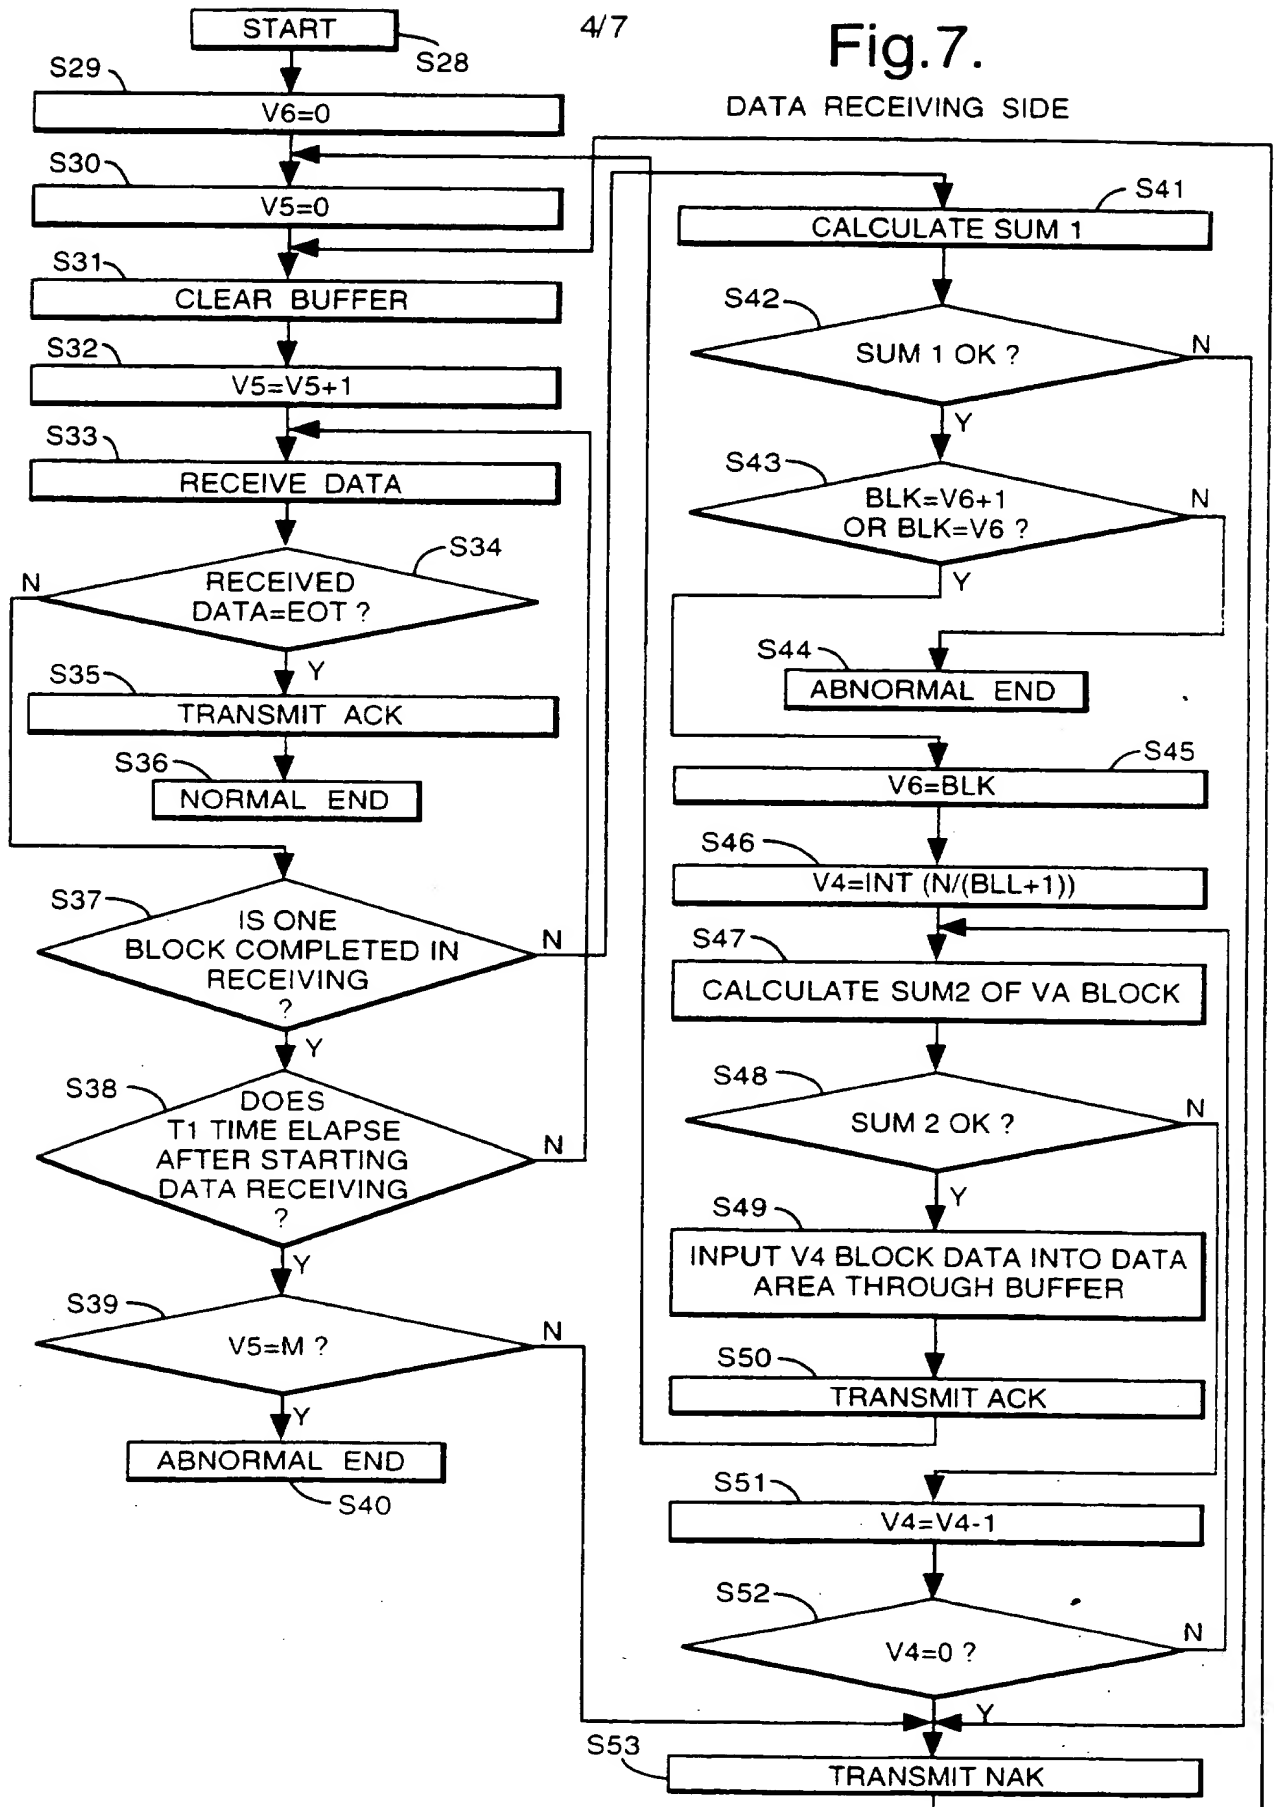 4/7
Fig.7.
DATA RECEIVING SIDE
START
S28
S29
V6=0
S30
V5=0
S31
CLEAR BUFFER
S32
V5=V5+1
S33
RECEIVE DATA
S34
RECEIVED
DATA=EOT ?
N
Y
S35
TRANSMIT ACK
S36
NORMAL END
S37
IS ONE
BLOCK COMPLETED IN
RECEIVING
?
N
Y
S38
DOES
T1 TIME ELAPSE
AFTER STARTING
DATA RECEIVING
?
N
Y
S39
V5=M ?
N
Y
ABNORMAL END
S40
S41
CALCULATE SUM 1
S42
SUM 1 OK ?
N
Y
S43
BLK=V6+1
OR BLK=V6 ?
N
Y
S44
ABNORMAL END
S45
V6=BLK
S46
V4=INT (N/(BLL+1))
S47
CALCULATE SUM2 OF VA BLOCK
S48
SUM 2 OK ?
N
Y
S49
INPUT V4 BLOCK DATA INTO DATA
AREA THROUGH BUFFER
S50
TRANSMIT ACK
S51
V4=V4-1
S52
V4=0 ?
N
Y
S53
TRANSMIT NAK